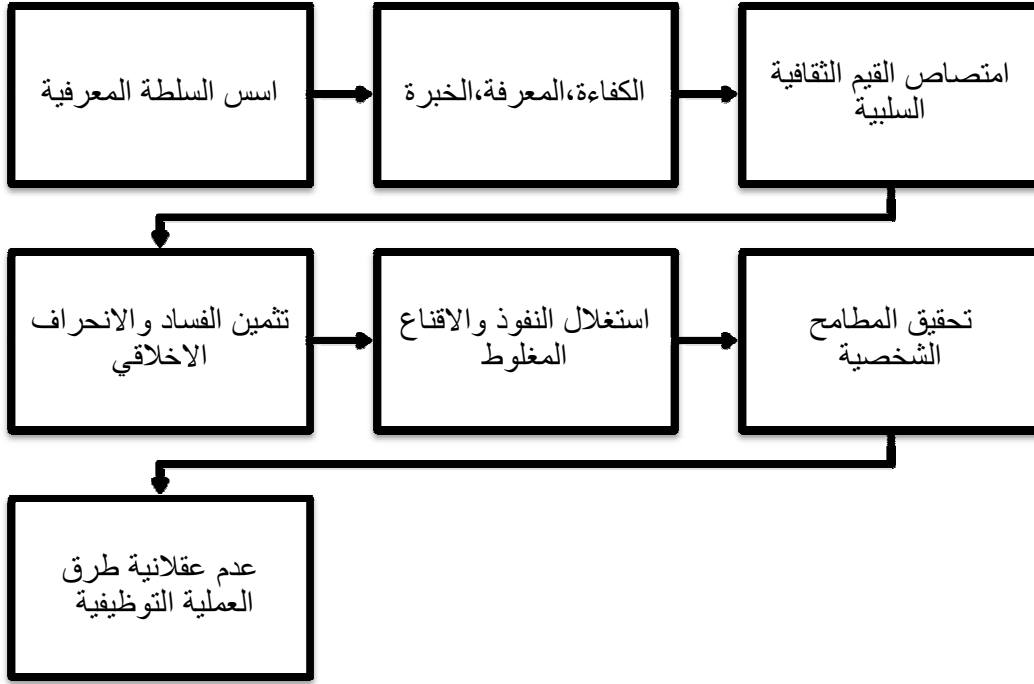 اسس السلطة المعرفية
الكفاءة،المعرفة،الخبرة
امتصاص القيم الثقافية
السلبية
تثمين الفساد والانحراف
الاخلاقي
استغلال النفوذ والاقناع
المغلوط
تحقيق المطامح
الشخصية
عدم عقلانية طرق
العملية التوظيفية